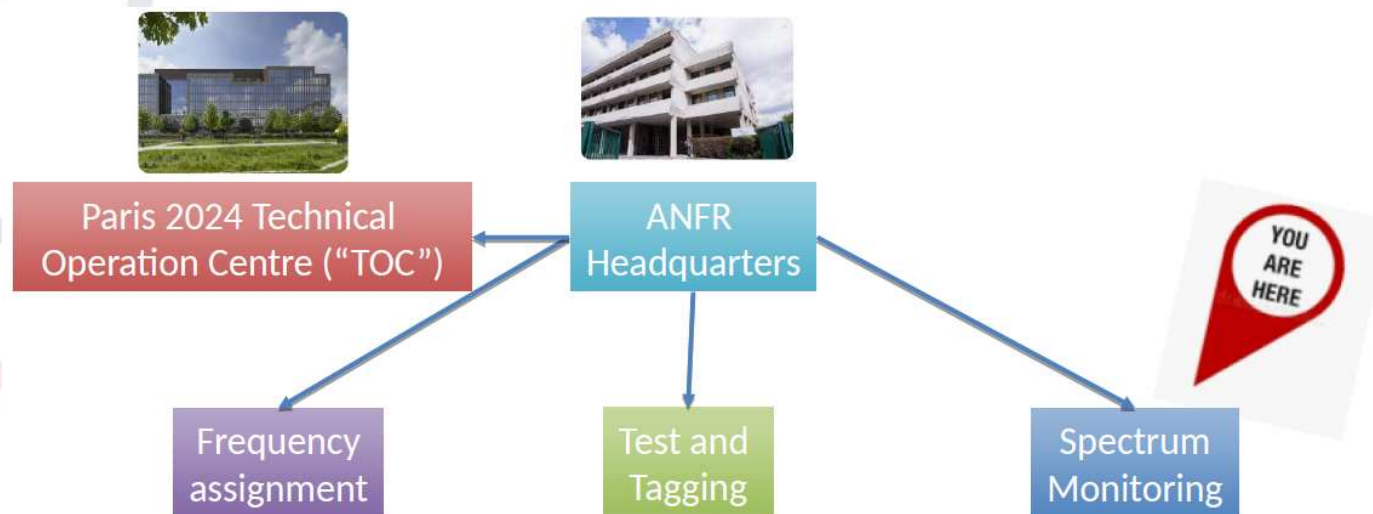 Paris 2024 Technical
Operation Centre (“TOC”)
ANFR
Headquarters
YOU
ARE
HERE
Frequency
assignment
Test and
Tagging
Spectrum
Monitoring